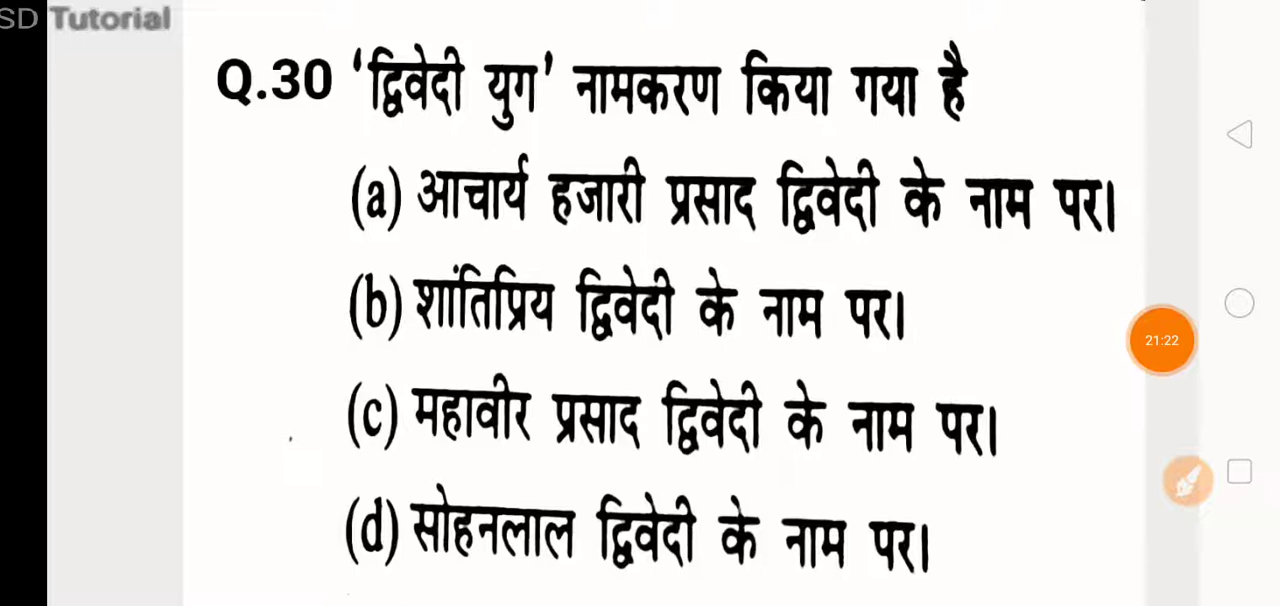 SD Tutorial
Q.30 ‘द्विवेदी युग’ नामकरण किया गया है
(a) आचार्य हजारी प्रसाद द्विवेदी के नाम पर।
(b) शांतिप्रिय द्विवेदी के नाम पर।
21:22
(c) महावीर प्रसाद द्विवेदी के नाम पर।
(d) सोहनलाल द्विवेदी के नाम पर।